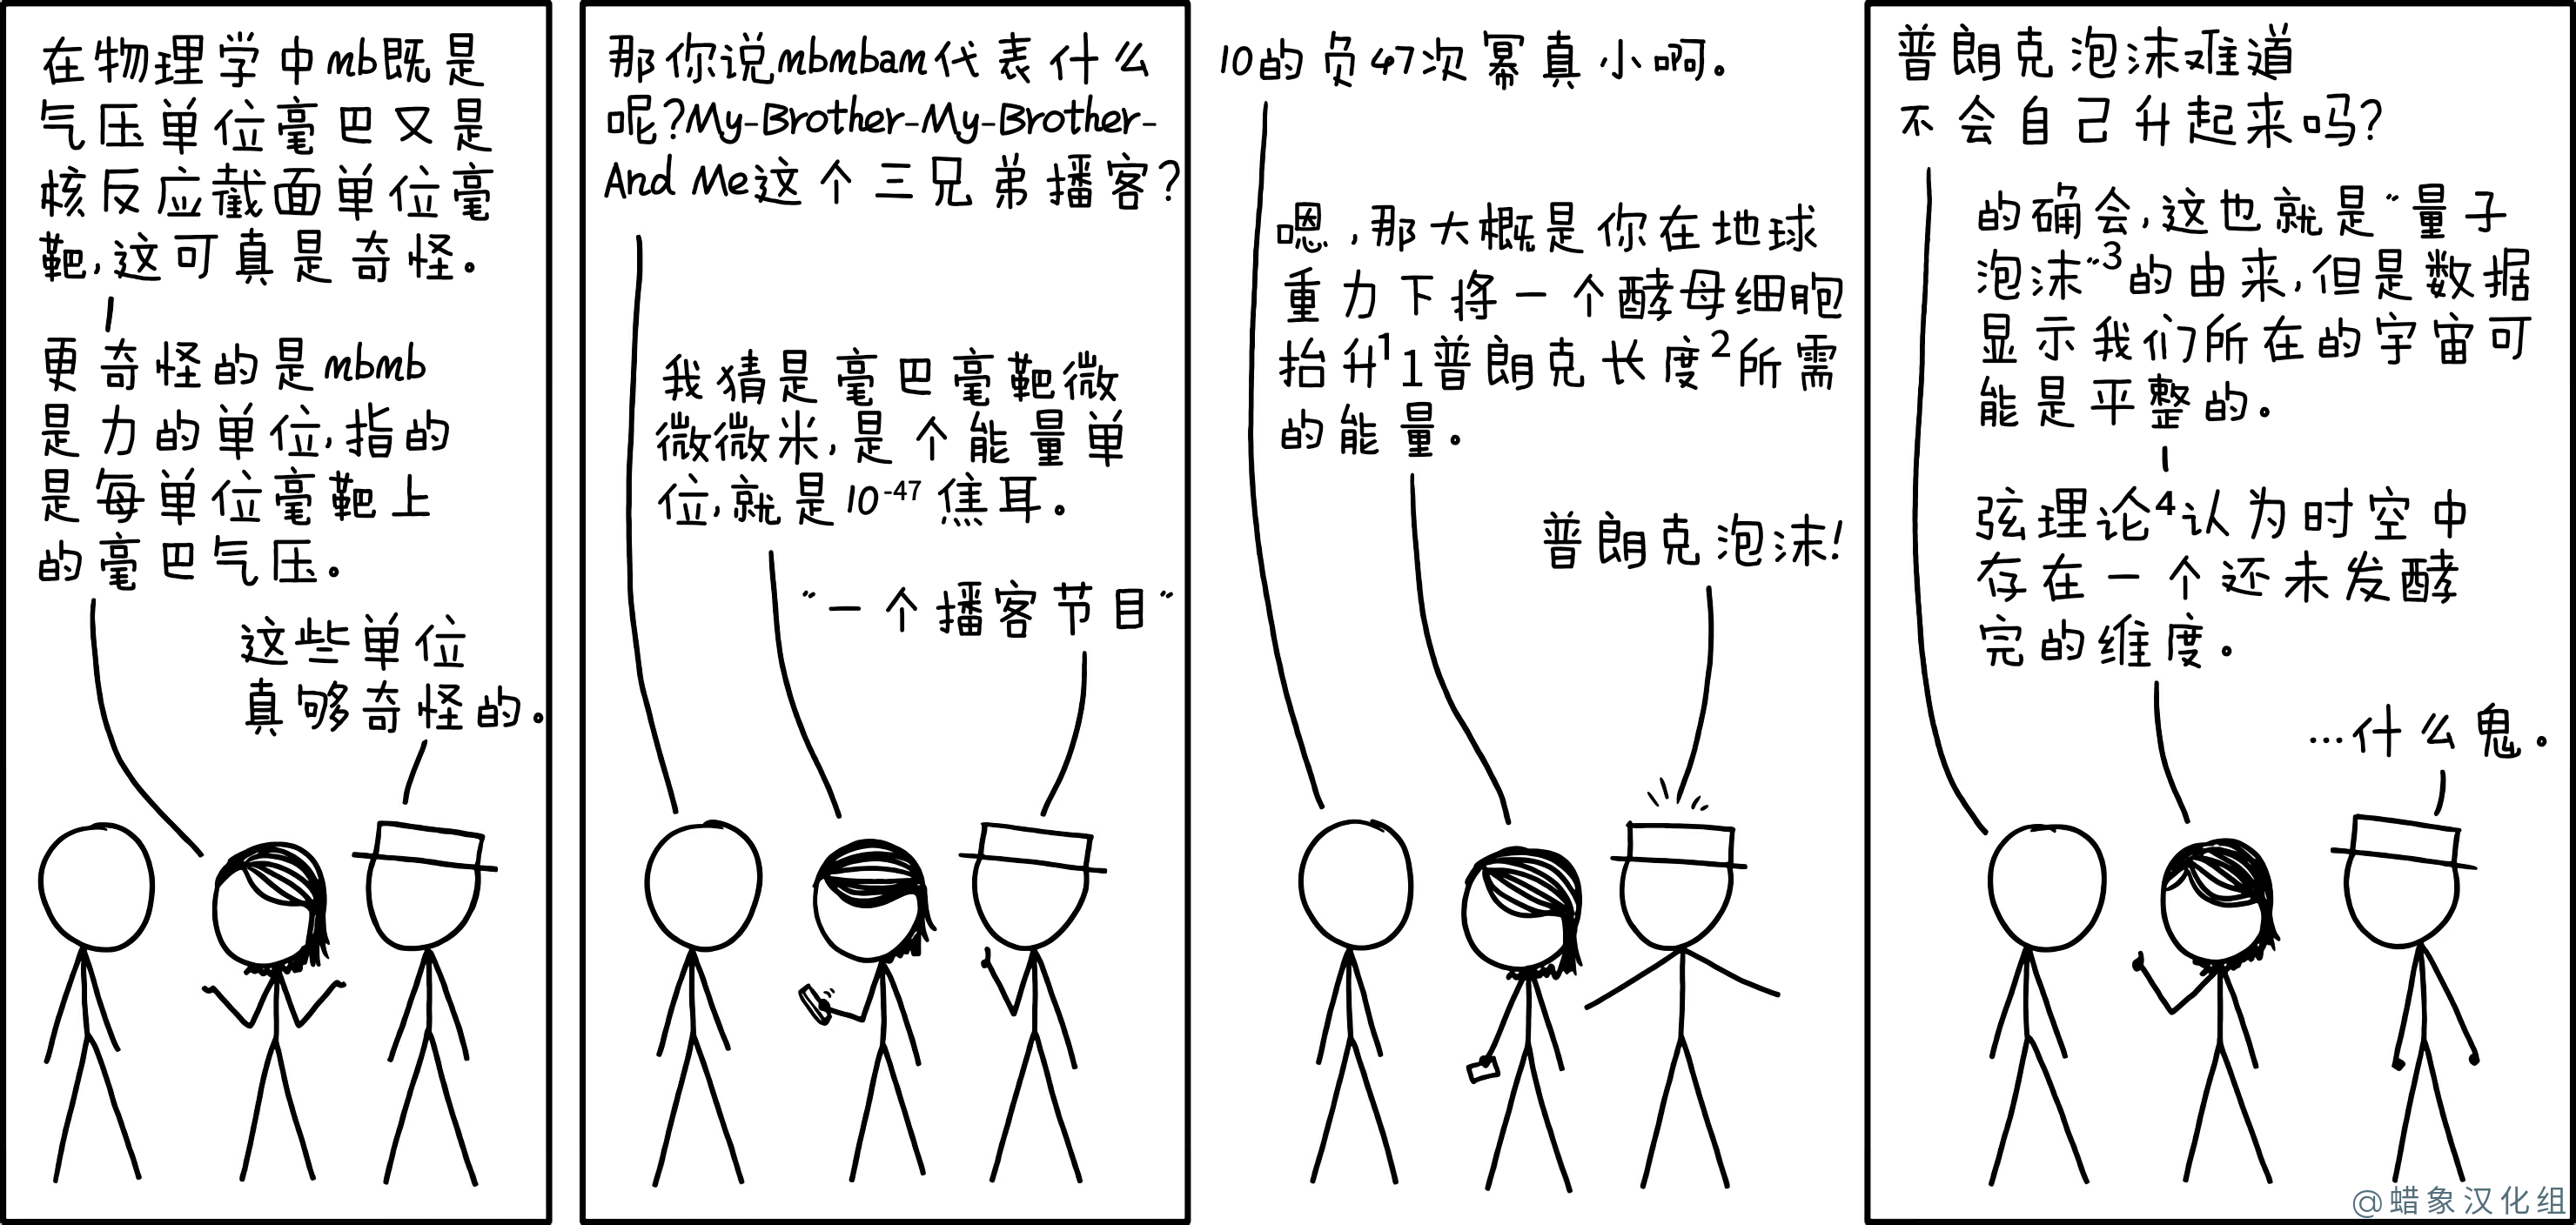 在物理学中mb既是
气压单位毫巴又是
核反应截面单位毫
靶,这可真是奇怪。
更奇怪的是mbmb
是力的单位,指的
是每单位毫靶上
的毫巴气压。
这些单位
真够奇怪的。
那你说mbmbam代表什么
呢?My-Brother-My-Brother-
And Me这个三兄弟播客?
我猜是毫巴毫靶微
微微米,是个能量单
位,就是10⁻⁴⁷焦耳。
"一个播客节目"
10的负47次幂真小啊。
嗯,那大概是你在地球
重力下将一个酵母细胞
抬升¹1普朗克长度²所需
的能量。
普朗克泡沫!
普朗克泡沫难道
不会自己升起来吗?
的确会,这也就是"量子
泡沫"³的由来,但是数据
显示我们所在的宇宙可
能是平整的。
弦理论⁴认为时空中
存在一个还未发酵
完的维度。
...什么鬼。
@蜡象汉化组